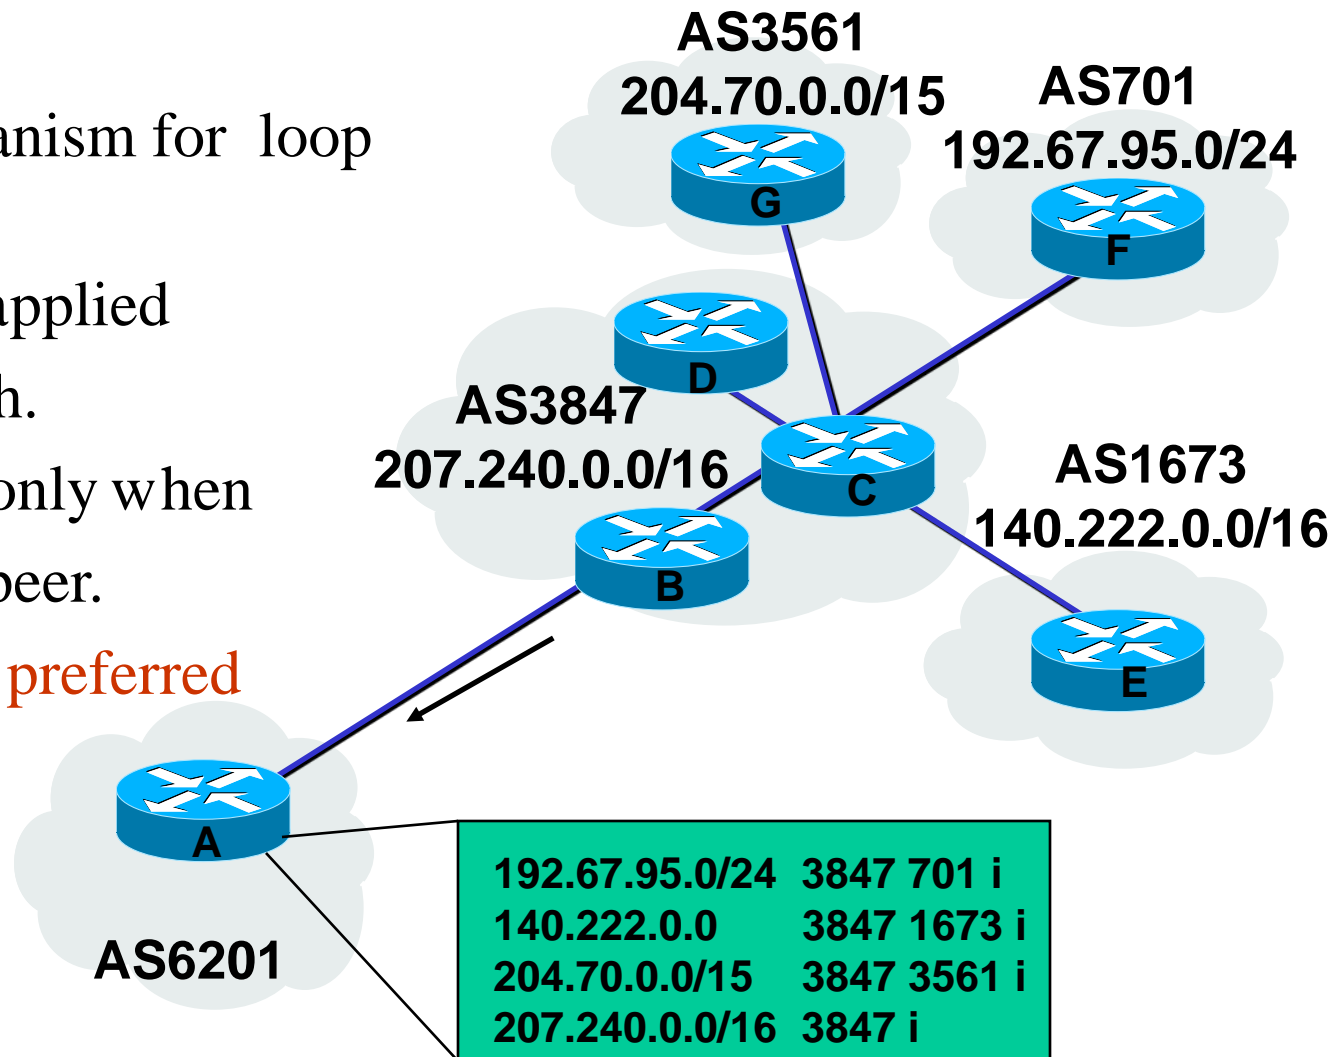 anism for loop
applied
h.
only when
peer.
preferred
AS3561
204.70.0.0/15
AS701
192.67.95.0/24
G
F
D
AS3847
207.240.0.0/16
C
AS1673
140.222.0.0/16
B
E
A
AS6201
192.67.95.0/24 3847 701 i
140.222.0.0 3847 1673 i
204.70.0.0/15 3847 3561 i
207.240.0.0/16 3847 i